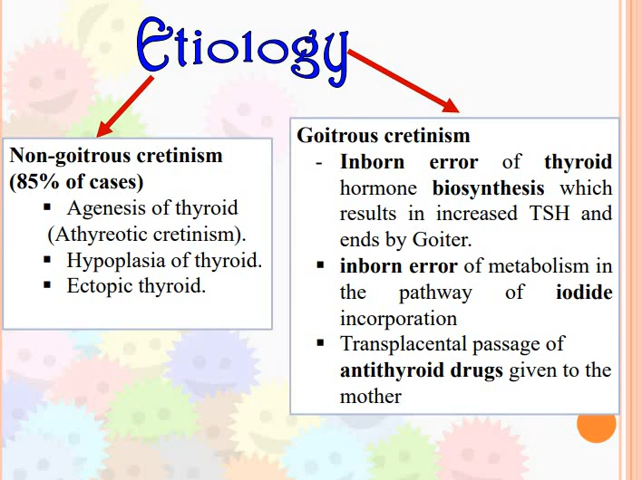 Etiology
Non-goitrous cretinism
(85% of cases)
▪ Agenesis of thyroid
(Athyreotic cretinism).
▪ Hypoplasia of thyroid.
▪ Ectopic thyroid.
Goitrous cretinism
- Inborn error of thyroid
hormone biosynthesis which
results in increased TSH and
ends by Goiter.
▪ inborn error of metabolism in
the pathway of iodide
incorporation
▪ Transplacental passage of
antithyroid drugs given to the
mother